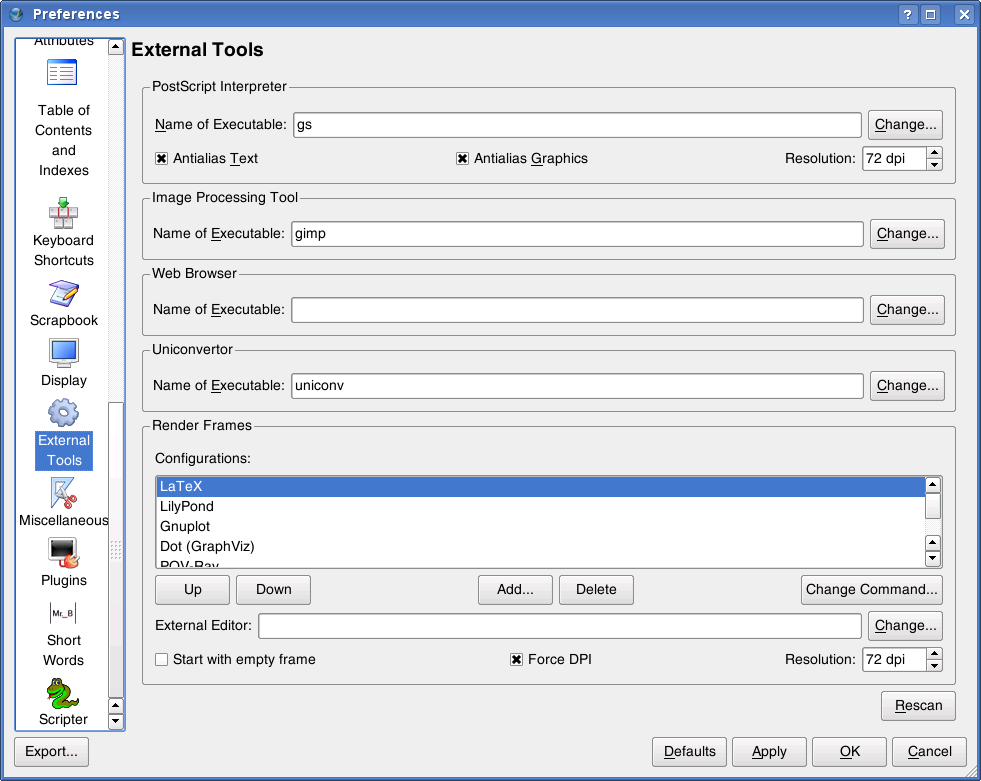 Preferences
?
Attributes
Table of
Contents
and
Indexes
Keyboard
Shortcuts
Scrapbook
Display
External
Tools
Miscellaneous
Plugins
Mr._B
Short
Words
Scripter
External Tools
PostScript Interpreter
Name of Executable: gs Change...
Antialias Text Antialias Graphics Resolution: 72 dpi
Image Processing Tool
Name of Executable: gimp Change...
Web Browser
Name of Executable: Change...
Uniconvertor
Name of Executable: uniconv Change...
Render Frames
Configurations:
LaTeX
LilyPond
Gnuplot
Dot (GraphViz)
POV-Ray
Up Down Add... Delete Change Command...
External Editor: Change...
Start with empty frame Force DPI Resolution: 72 dpi
Rescan
Export... Defaults Apply OK Cancel